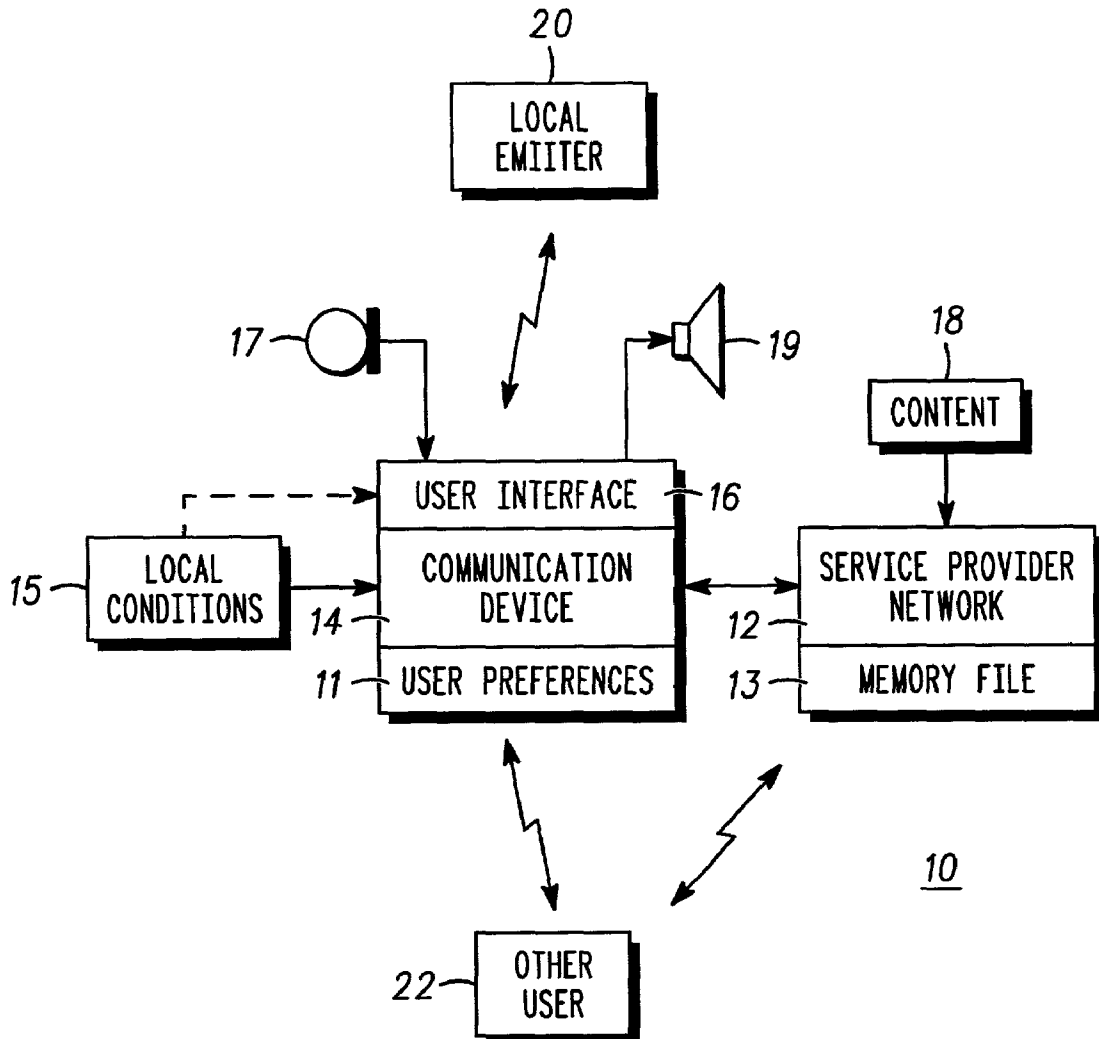 20
LOCAL
EMIITER
17
19
18
CONTENT
USER INTERFACE
16
15
LOCAL
CONDITIONS
COMMUNICATION
DEVICE
14
SERVICE PROVIDER
NETWORK
12
11
USER PREFERENCES
13
MEMORY FILE
10
22
OTHER
USER